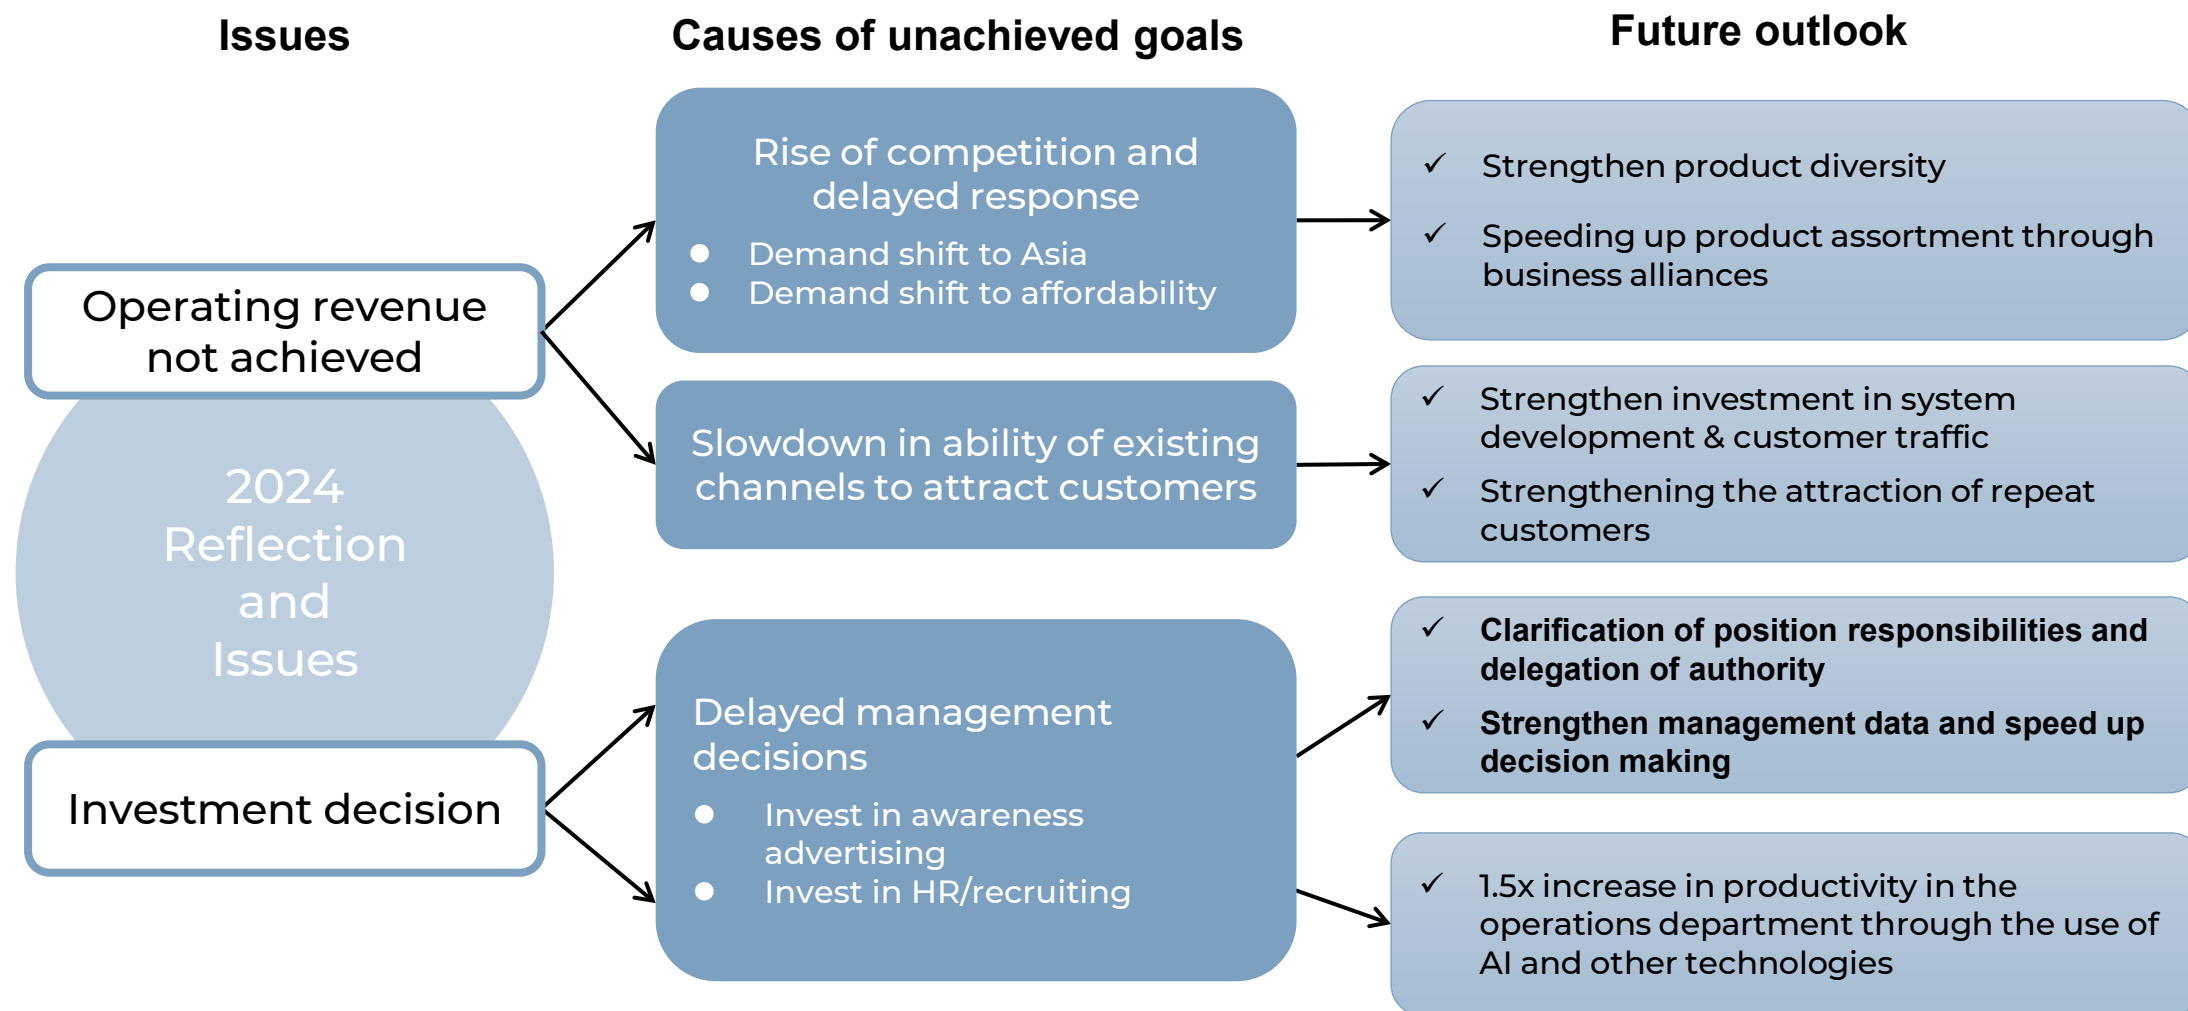 Issues
Causes of unachieved goals
Future outlook
Operating revenue
not achieved
2024
Reflection
and
Issues
Investment decision
Rise of competition and
delayed response
● Demand shift to Asia
● Demand shift to affordability
Slowdown in ability of existing
channels to attract customers
Delayed management
decisions
● Invest in awareness
advertising
● Invest in HR/recruiting
✓ Strengthen product diversity
✓ Speeding up product assortment through
business alliances
✓ Strengthen investment in system
development & customer traffic
✓ Strengthening the attraction of repeat
customers
✓ Clarification of position responsibilities and
delegation of authority
✓ Strengthen management data and speed up
decision making
✓ 1.5x increase in productivity in the
operations department through the use of
AI and other technologies